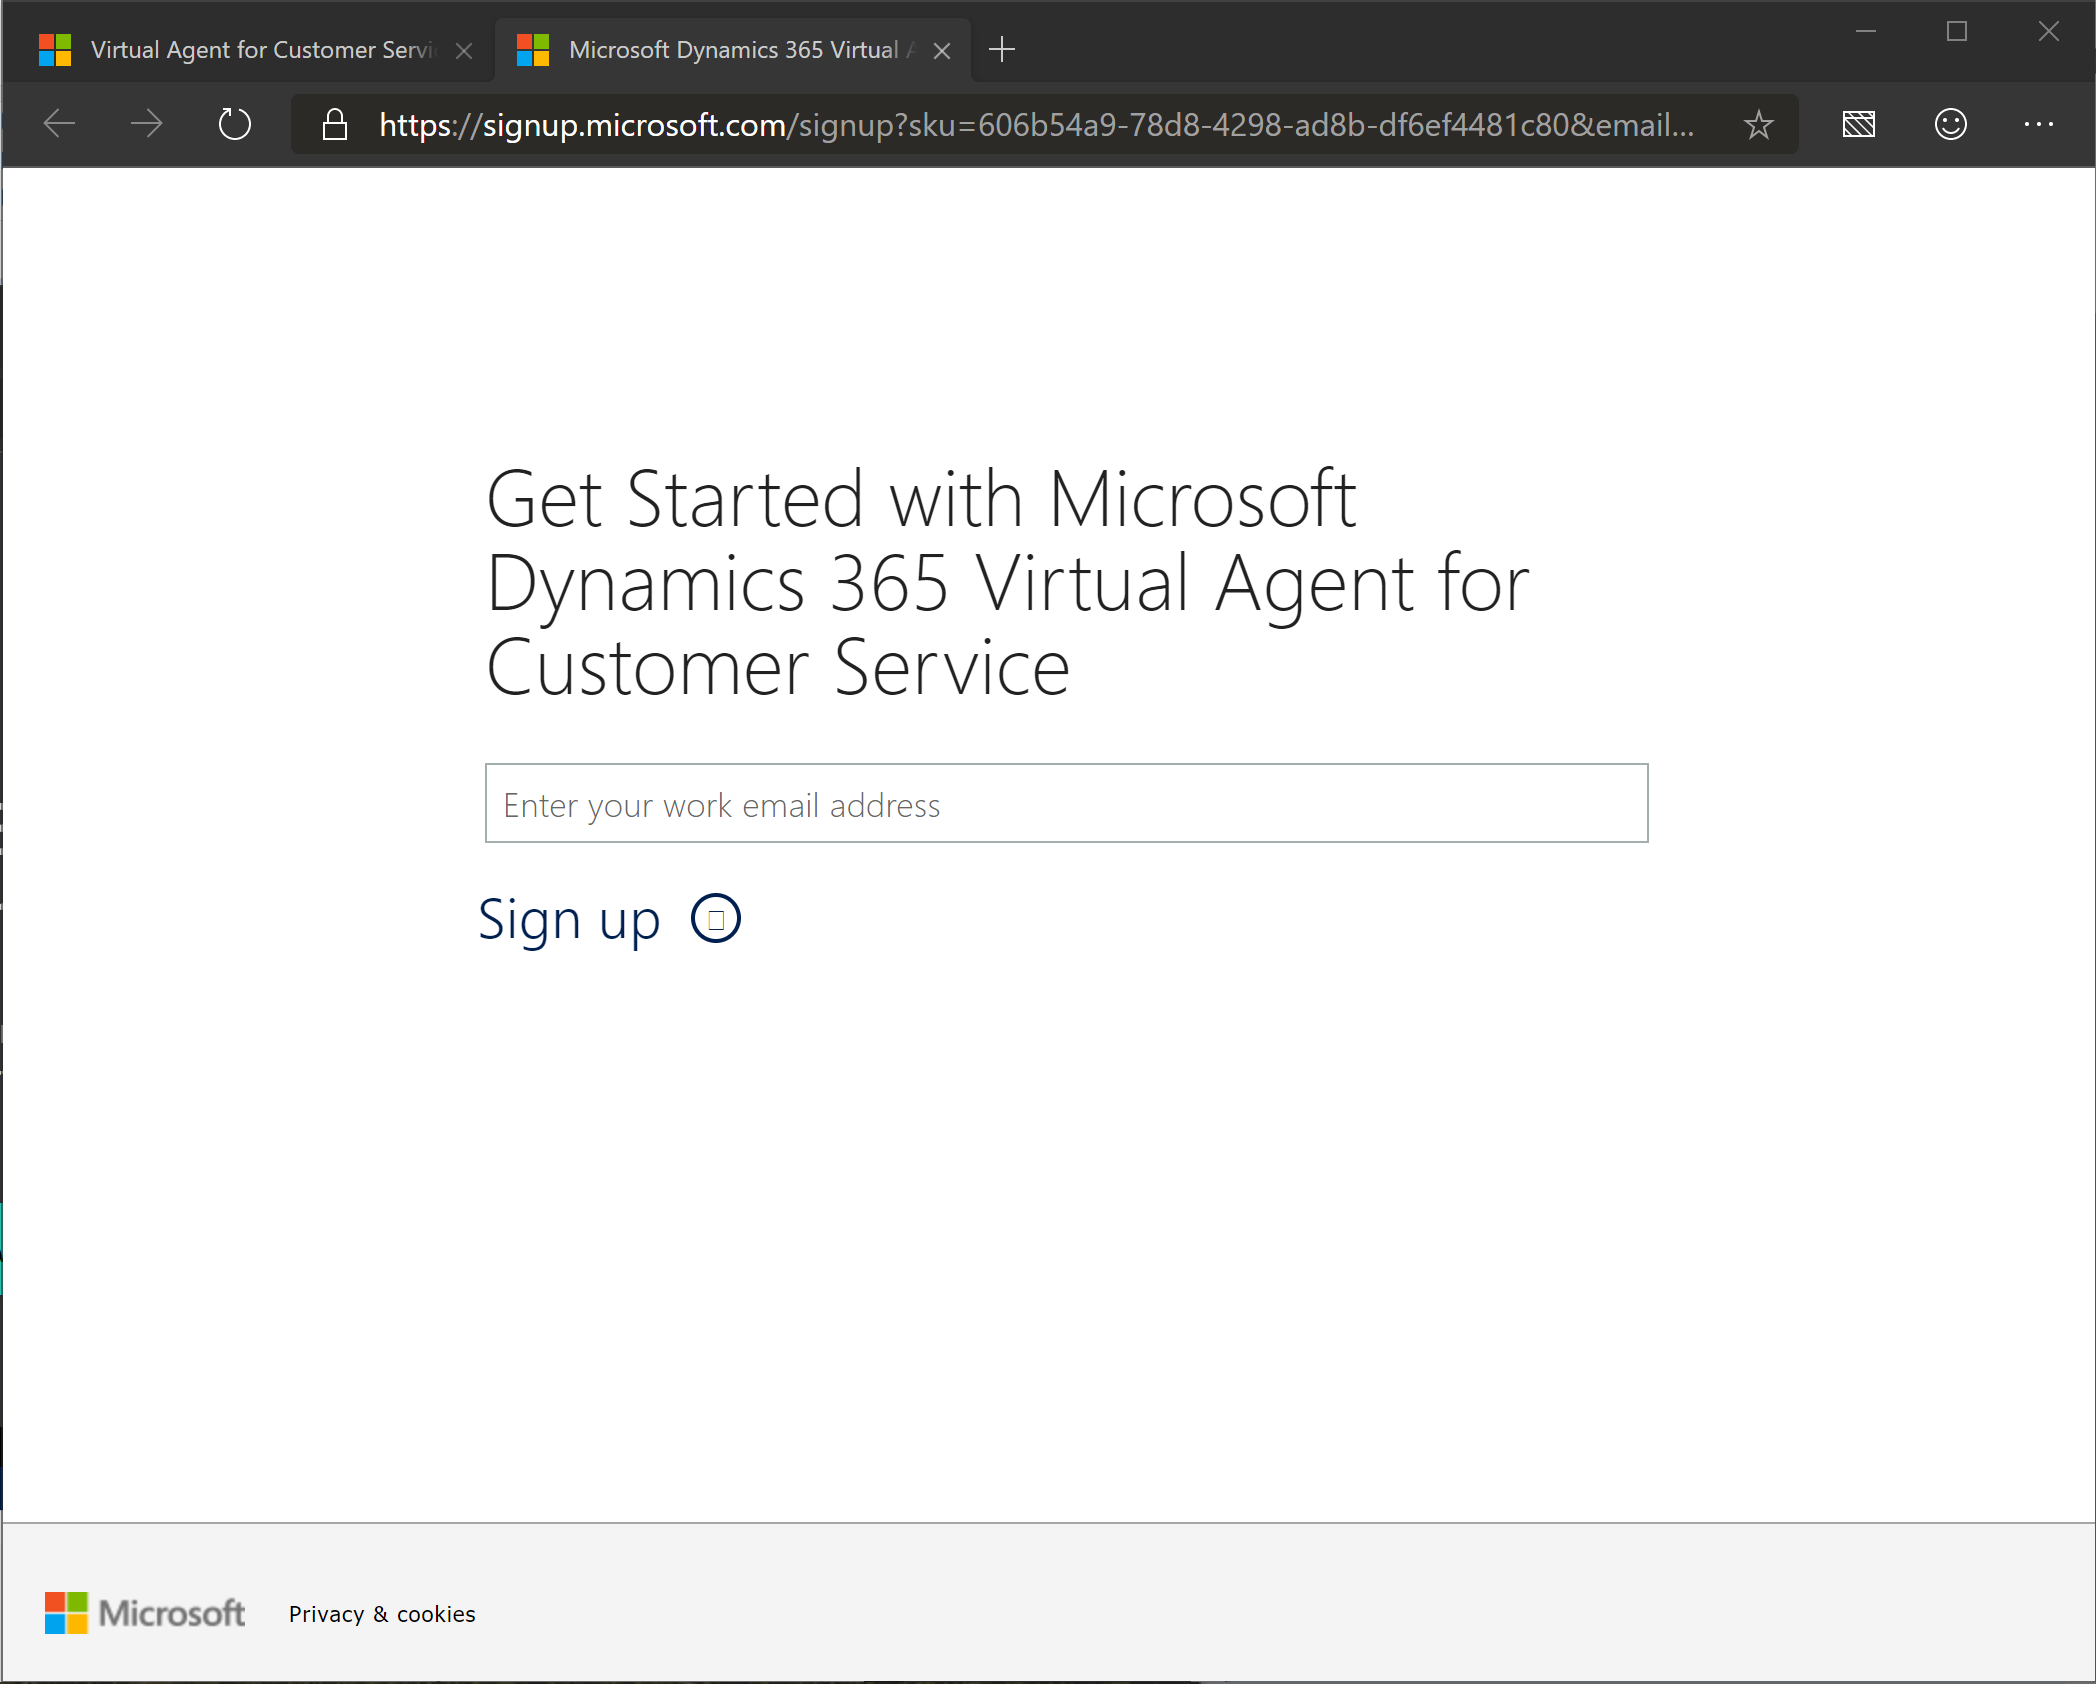 Virtual Agent for Customer Servi
Microsoft Dynamics 365 Virtual
https://signup.microsoft.com/signup?sku=606b54a9-78d8-4298-ad8b-df6ef4481c80&email...
Get Started with Microsoft
Dynamics 365 Virtual Agent for
Customer Service
Enter your work email address
Sign up
Microsoft
Privacy & cookies